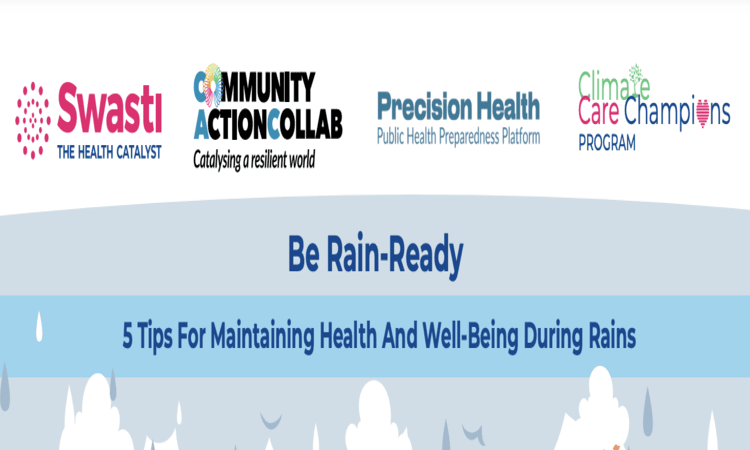 Swasti
THE HEALTH CATALYST
COMMUNITY
ACTIONCOLLAB
Catalysing a resilient world
Precision Health
Public Health Preparedness Platform
Climate
Care Champions
PROGRAM
Be Rain-Ready
5 Tips For Maintaining Health And Well-Being During Rains